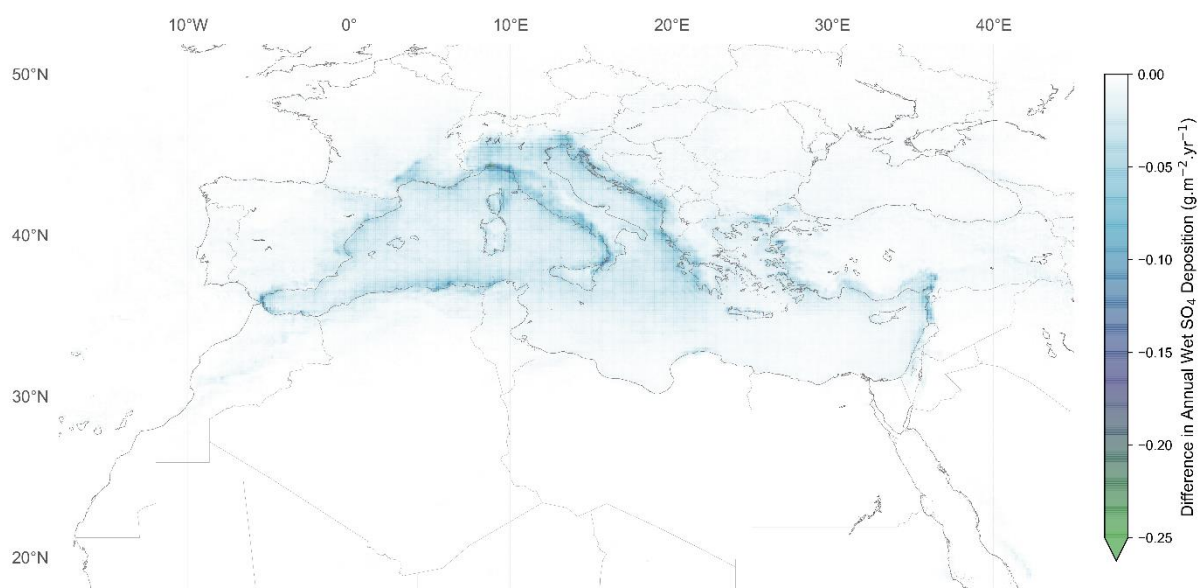 10°W 0° 10°E 20°E 30°E 40°E
50°N
40°N
30°N
20°N
0.00
−0.05
−0.10
−0.15
−0.20
−0.25
Difference in Annual Wet SO₄ Deposition (g.m⁻² yr⁻¹)